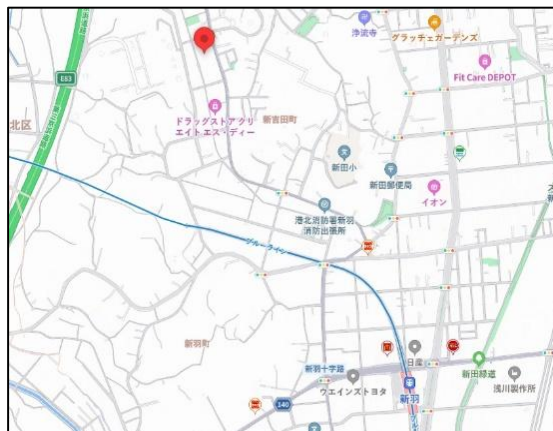 浄流寺
グラッチェガーデンズ
E83
Fit Care DEPOT
北区
ドラッグストアクリ
エイトエス・ディー
新吉田町
新田小
新田郵便局
イオン
港北消防署新羽
消防出張所
ブルーライン
新羽町
日産
新羽十字路
新田緑道
ウエインズトヨタ
新羽
浅川製作所
140